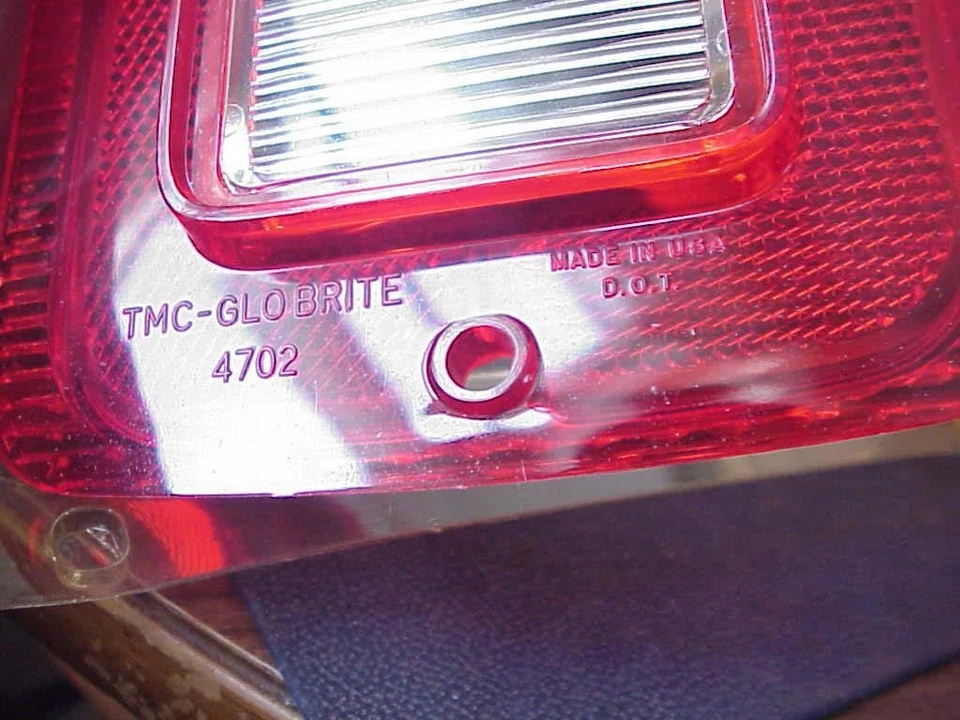 TMC-GLO BRITE
4702
MADE IN USA
D.O.T.